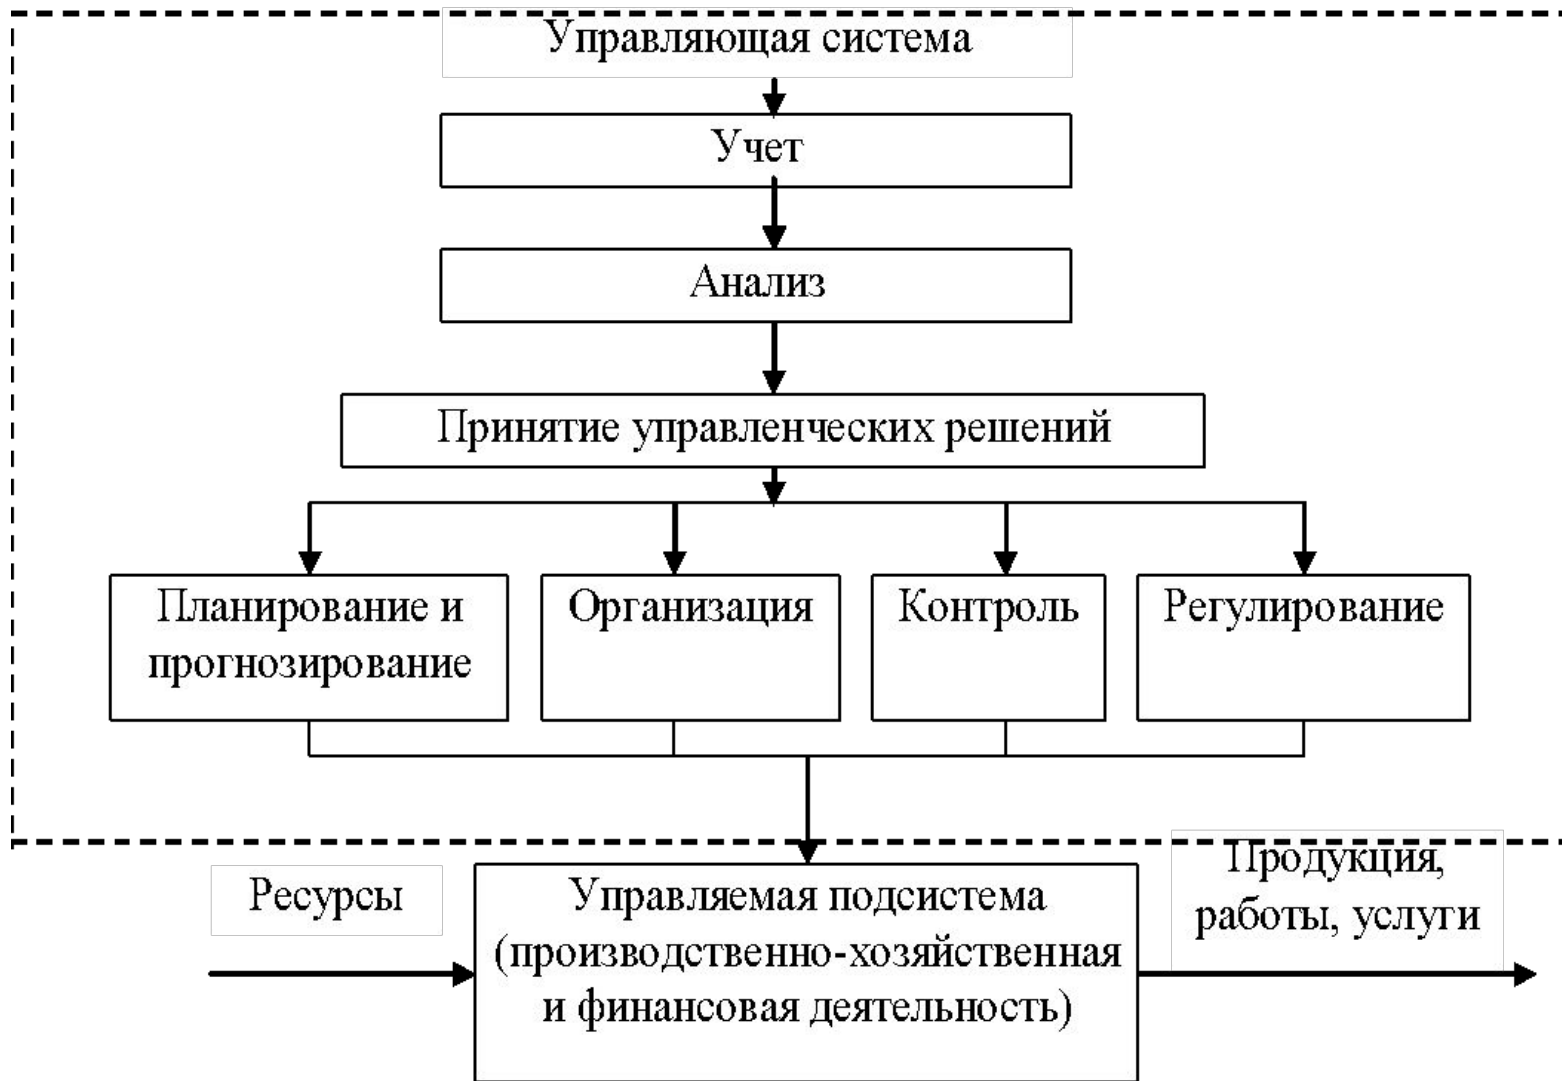 Управляющая система
Учет
Анализ
Принятие управленческих решений
Планирование и
прогнозирование
Организация
Контроль
Регулирование
Ресурсы
Управляемая подсистема
(производственно-хозяйственная
и финансовая деятельность)
Продукция,
работы, услуги